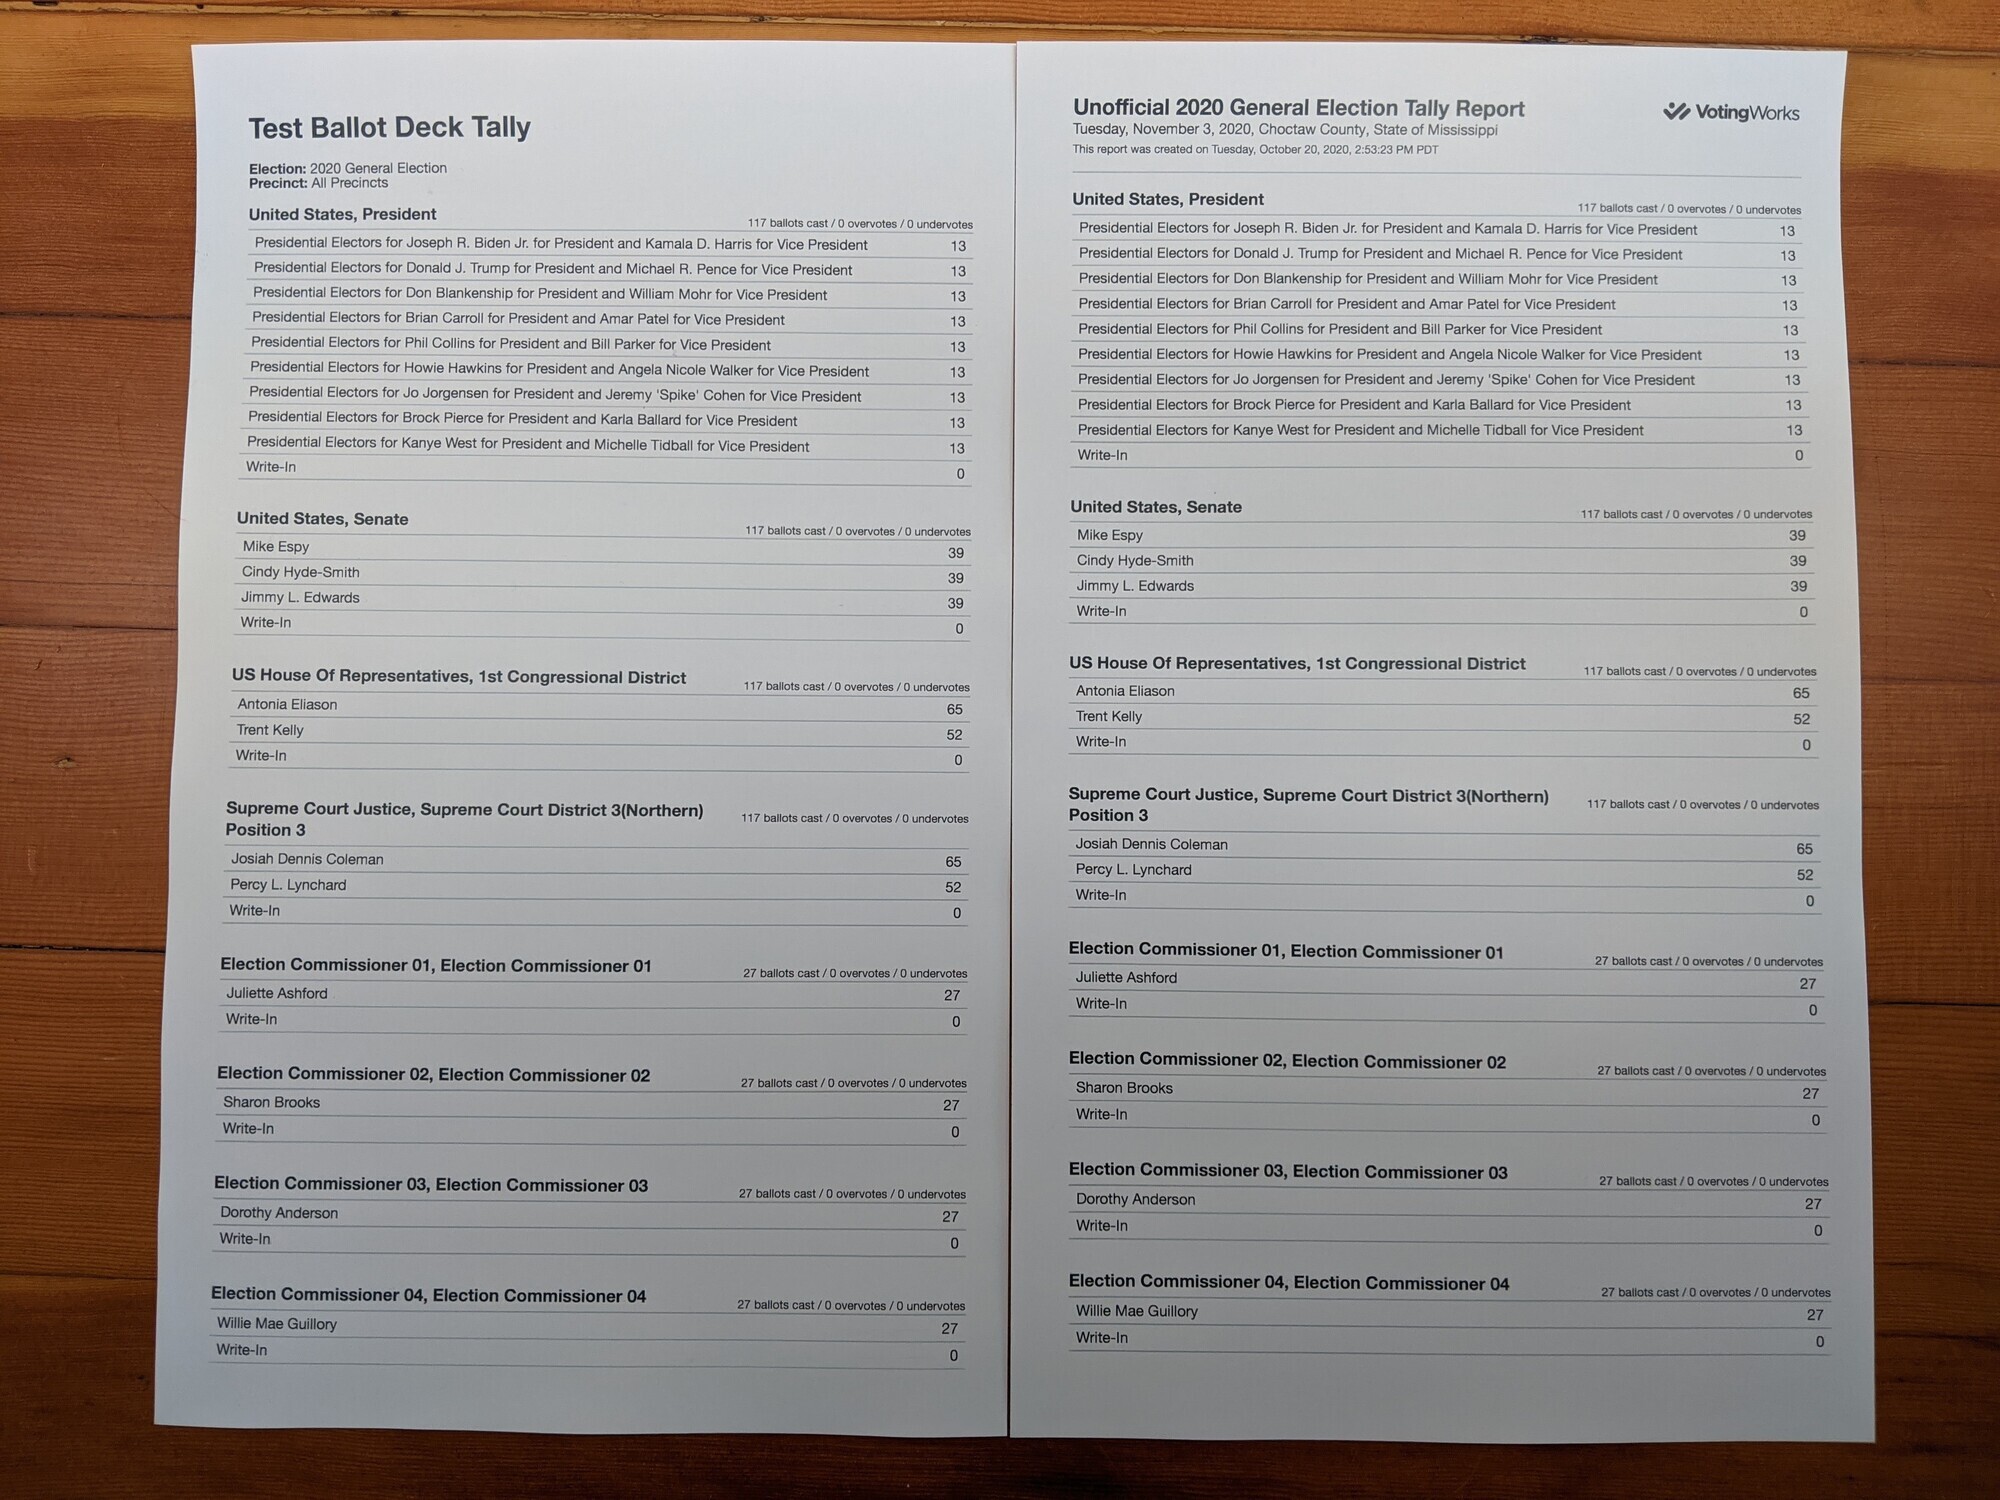 Test Ballot Deck Tally
Election: 2020 General Election
Precinct: All Precincts
United States, President 117 ballots cast / 0 overvotes / 0 undervotes
Presidential Electors for Joseph R. Biden Jr. for President and Kamala D. Harris for Vice President 13
Presidential Electors for Donald J. Trump for President and Michael R. Pence for Vice President 13
Presidential Electors for Don Blankenship for President and William Mohr for Vice President 13
Presidential Electors for Brian Carroll for President and Amar Patel for Vice President 13
Presidential Electors for Phil Collins for President and Bill Parker for Vice President 13
Presidential Electors for Howie Hawkins for President and Angela Nicole Walker for Vice President 13
Presidential Electors for Jo Jorgensen for President and Jeremy 'Spike' Cohen for Vice President 13
Presidential Electors for Brock Pierce for President and Karla Ballard for Vice President 13
Presidential Electors for Kanye West for President and Michelle Tidball for Vice President 13
Write-In 0
United States, Senate 117 ballots cast / 0 overvotes / 0 undervotes
Mike Espy 39
Cindy Hyde-Smith 39
Jimmy L. Edwards 39
Write-In 0
US House Of Representatives, 1st Congressional District 117 ballots cast / 0 overvotes / 0 undervotes
Antonia Eliason 65
Trent Kelly 52
Write-In 0
Supreme Court Justice, Supreme Court District 3(Northern) 117 ballots cast / 0 overvotes / 0 undervotes
Position 3
Josiah Dennis Coleman 65
Percy L. Lynchard 52
Write-In 0
Election Commissioner 01, Election Commissioner 01 27 ballots cast / 0 overvotes / 0 undervotes
Juliette Ashford 27
Write-In 0
Election Commissioner 02, Election Commissioner 02 27 ballots cast / 0 overvotes / 0 undervotes
Sharon Brooks 27
Write-In 0
Election Commissioner 03, Election Commissioner 03 27 ballots cast / 0 overvotes / 0 undervotes
Dorothy Anderson 27
Write-In 0
Election Commissioner 04, Election Commissioner 04 27 ballots cast / 0 overvotes / 0 undervotes
Willie Mae Guillory 27
Write-In 0
Unofficial 2020 General Election Tally Report VotingWorks
Tuesday, November 3, 2020, Choctaw County, State of Mississippi
This report was created on Tuesday, October 20, 2020, 2:53:23 PM PDT
United States, President 117 ballots cast / 0 overvotes / 0 undervotes
Presidential Electors for Joseph R. Biden Jr. for President and Kamala D. Harris for Vice President 13
Presidential Electors for Donald J. Trump for President and Michael R. Pence for Vice President 13
Presidential Electors for Don Blankenship for President and William Mohr for Vice President 13
Presidential Electors for Brian Carroll for President and Amar Patel for Vice President 13
Presidential Electors for Phil Collins for President and Bill Parker for Vice President 13
Presidential Electors for Howie Hawkins for President and Angela Nicole Walker for Vice President 13
Presidential Electors for Jo Jorgensen for President and Jeremy 'Spike' Cohen for Vice President 13
Presidential Electors for Brock Pierce for President and Karla Ballard for Vice President 13
Presidential Electors for Kanye West for President and Michelle Tidball for Vice President 13
Write-In 0
United States, Senate 117 ballots cast / 0 overvotes / 0 undervotes
Mike Espy 39
Cindy Hyde-Smith 39
Jimmy L. Edwards 39
Write-In 0
US House Of Representatives, 1st Congressional District 117 ballots cast / 0 overvotes / 0 undervotes
Antonia Eliason 65
Trent Kelly 52
Write-In 0
Supreme Court Justice, Supreme Court District 3(Northern) 117 ballots cast / 0 overvotes / 0 undervotes
Position 3
Josiah Dennis Coleman 65
Percy L. Lynchard 52
Write-In 0
Election Commissioner 01, Election Commissioner 01 27 ballots cast / 0 overvotes / 0 undervotes
Juliette Ashford 27
Write-In 0
Election Commissioner 02, Election Commissioner 02 27 ballots cast / 0 overvotes / 0 undervotes
Sharon Brooks 27
Write-In 0
Election Commissioner 03, Election Commissioner 03 27 ballots cast / 0 overvotes / 0 undervotes
Dorothy Anderson 27
Write-In 0
Election Commissioner 04, Election Commissioner 04 27 ballots cast / 0 overvotes / 0 undervotes
Willie Mae Guillory 27
Write-In 0